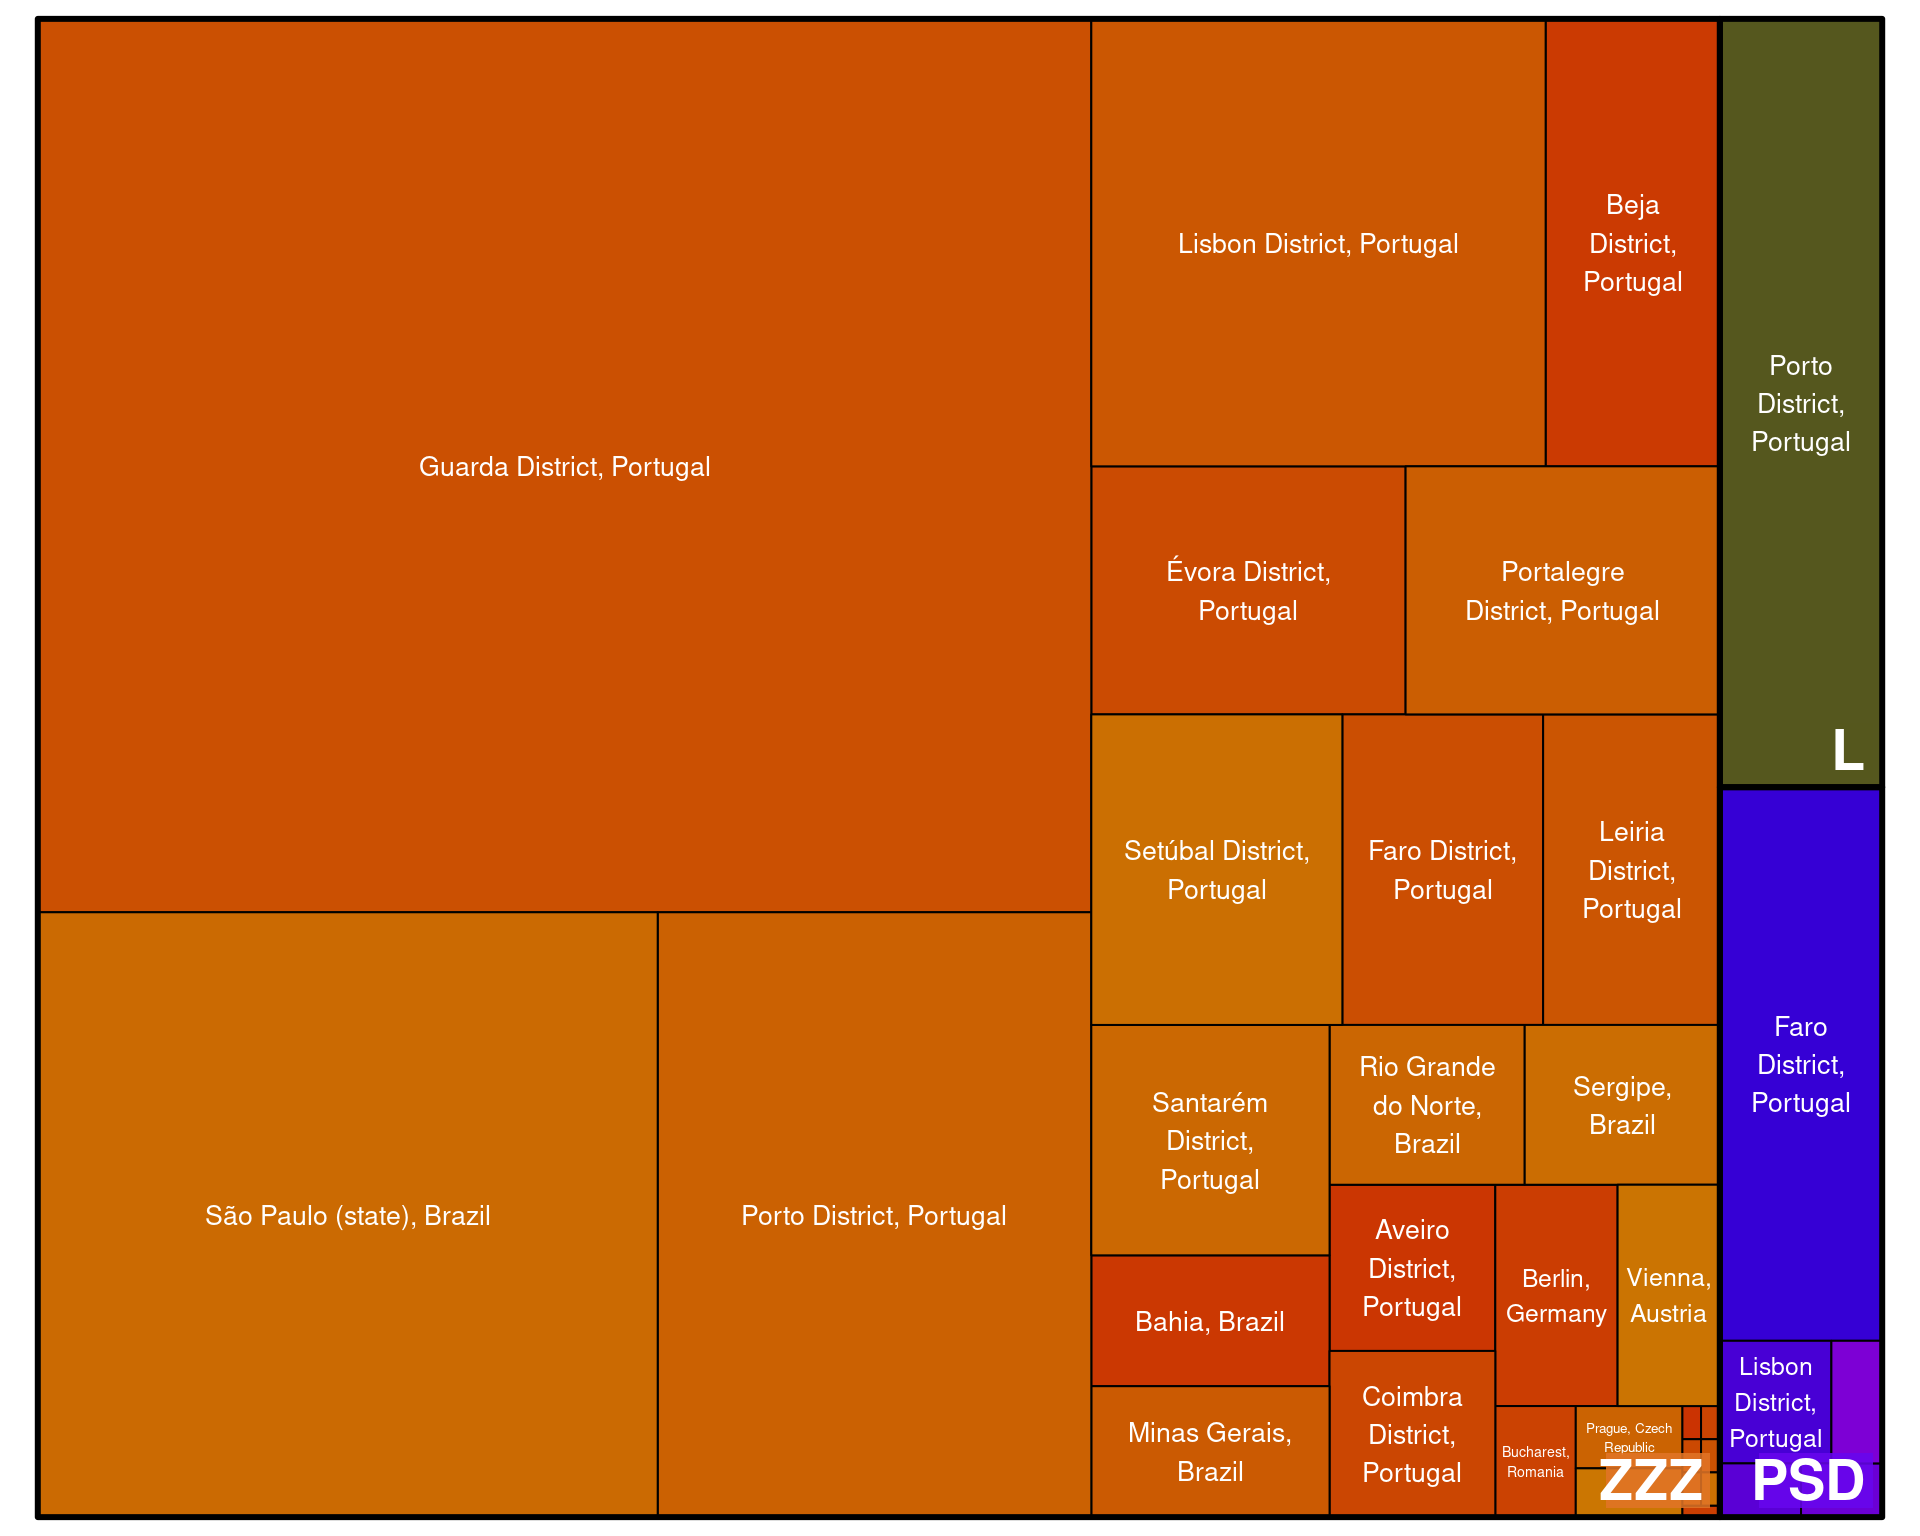 Guarda District, Portugal
Lisbon District, Portugal
Beja
District,
Portugal
Porto
District,
Portugal
L
Évora District,
Portugal
Portalegre
District, Portugal
Setúbal District,
Portugal
Faro District,
Portugal
Leiria
District,
Portugal
Faro
District,
Portugal
São Paulo (state), Brazil
Porto District, Portugal
Santarém
District,
Portugal
Rio Grande
do Norte,
Brazil
Sergipe,
Brazil
Bahia, Brazil
Minas Gerais,
Brazil
Aveiro
District,
Portugal
Coimbra
District,
Portugal
Berlin,
Germany
Vienna,
Austria
Bucharest,
Romania
Prague, Czech
Republic
ZZZ
Lisbon
District,
Portugal
PSD